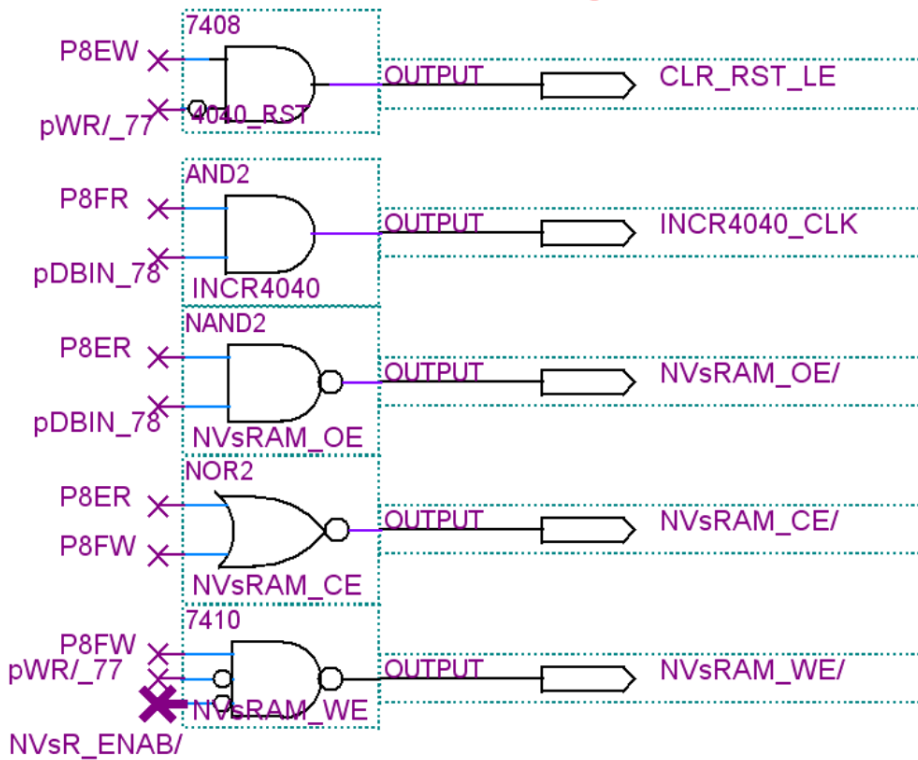 7408
P8EW
OUTPUT
CLR_RST_LE
pWR/_77
4040_RST
AND2
P8FR
OUTPUT
INCR4040_CLK
pDBIN_78
INCR4040
NAND2
P8ER
OUTPUT
NVsRAM_OE/
pDBIN_78
NVsRAM_OE
NOR2
P8ER
OUTPUT
NVsRAM_CE/
P8FW
NVsRAM_CE
7410
P8FW
pWR/_77
OUTPUT
NVsRAM_WE/
NVsRAM_WE
NVsR_ENAB/